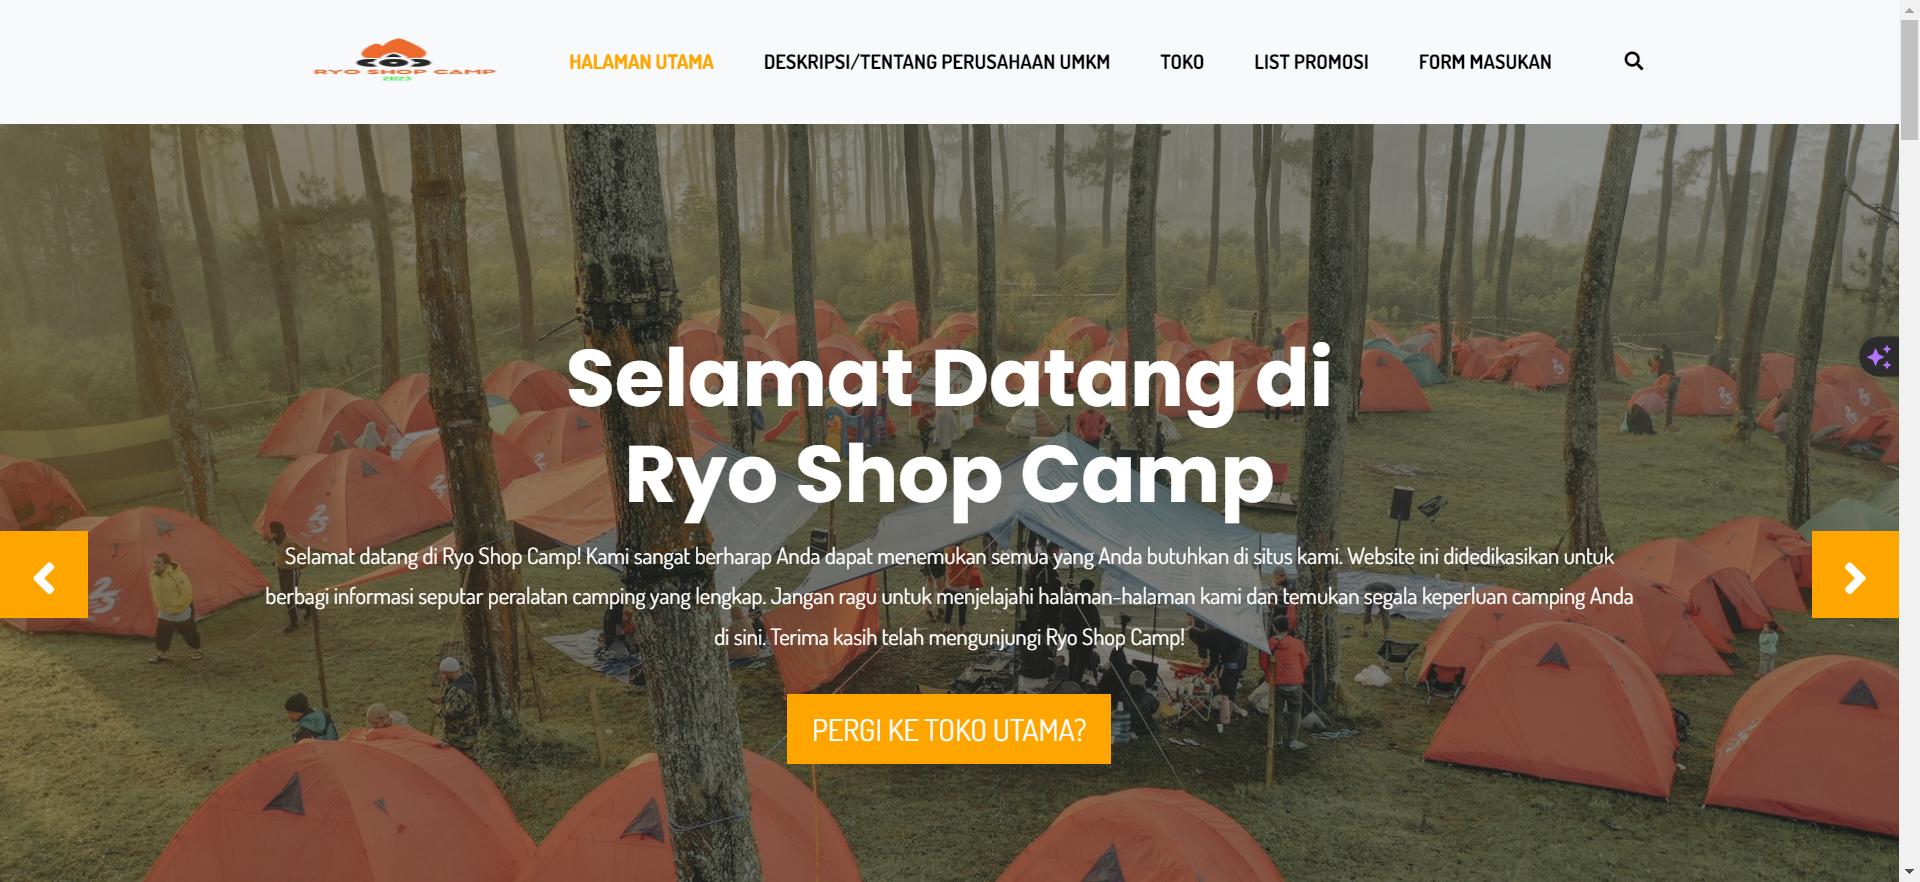 RYO SHOP CAMP
2023
HALAMAN UTAMA
DESKRIPSI/TENTANG PERUSAHAAN UMKM
TOKO
LIST PROMOSI
FORM MASUKAN
Selamat Datang di
Ryo Shop Camp
Selamat datang di Ryo Shop Camp! Kami sangat berharap Anda dapat menemukan semua yang Anda butuhkan di situs kami. Website ini didedikasikan untuk
berbagi informasi seputar peralatan camping yang lengkap. Jangan ragu untuk menjelajahi halaman-halaman kami dan temukan segala keperluan camping Anda
di sini. Terima kasih telah mengunjungi Ryo Shop Camp!
PERGI KE TOKO UTAMA?